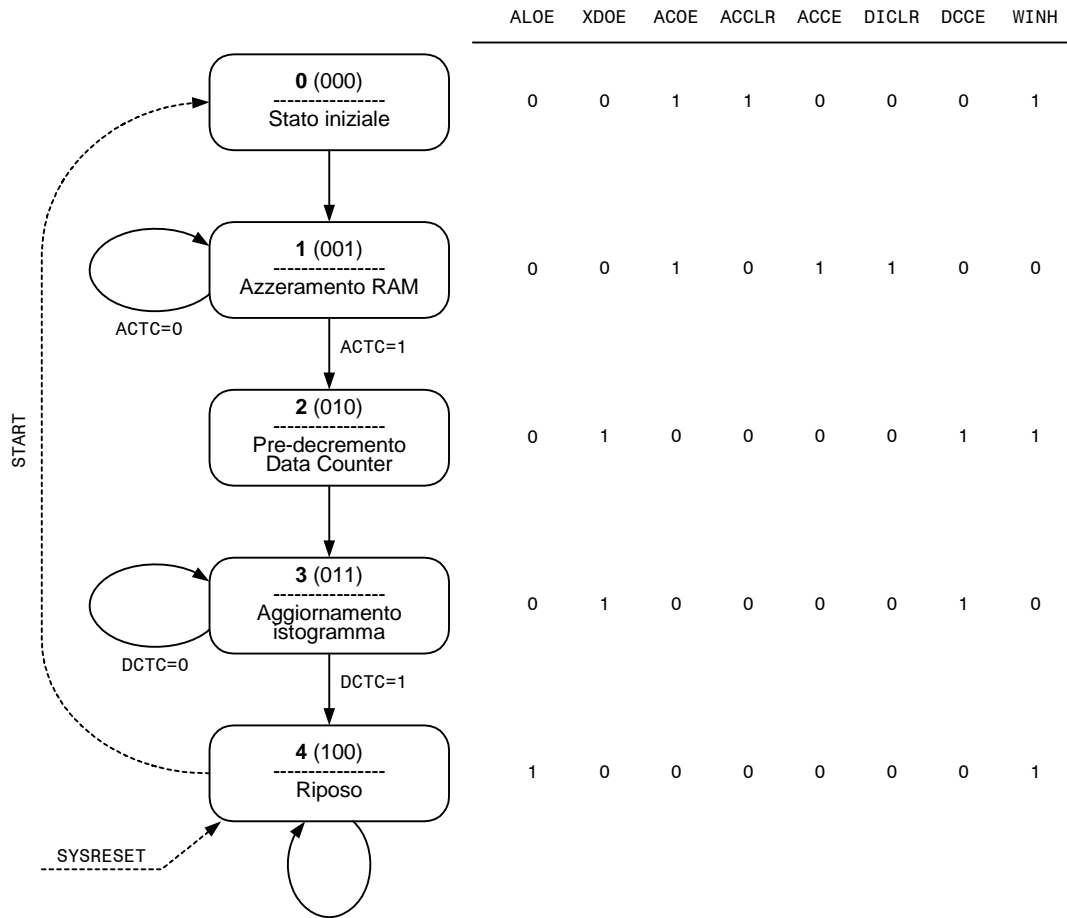 ALOE XDOE ACOE ACCLR ACCE DICLR DCCE WINH
0 (000)
Stato iniziale
0 0 1 1 0 0 0 1
1 (001)
Azzeramento RAM
0 0 1 0 1 1 0 0
ACTC=0
ACTC=1
2 (010)
Pre-decremento
Data Counter
0 1 0 0 0 0 1 1
START
3 (011)
Aggiornamento
istogramma
0 1 0 0 0 0 1 0
DCTC=0
DCTC=1
4 (100)
Riposo
1 0 0 0 0 0 0 1
SYSRESET